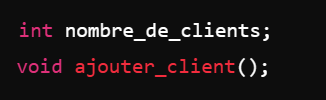 int nombre_de_clients;
void ajouter_client();